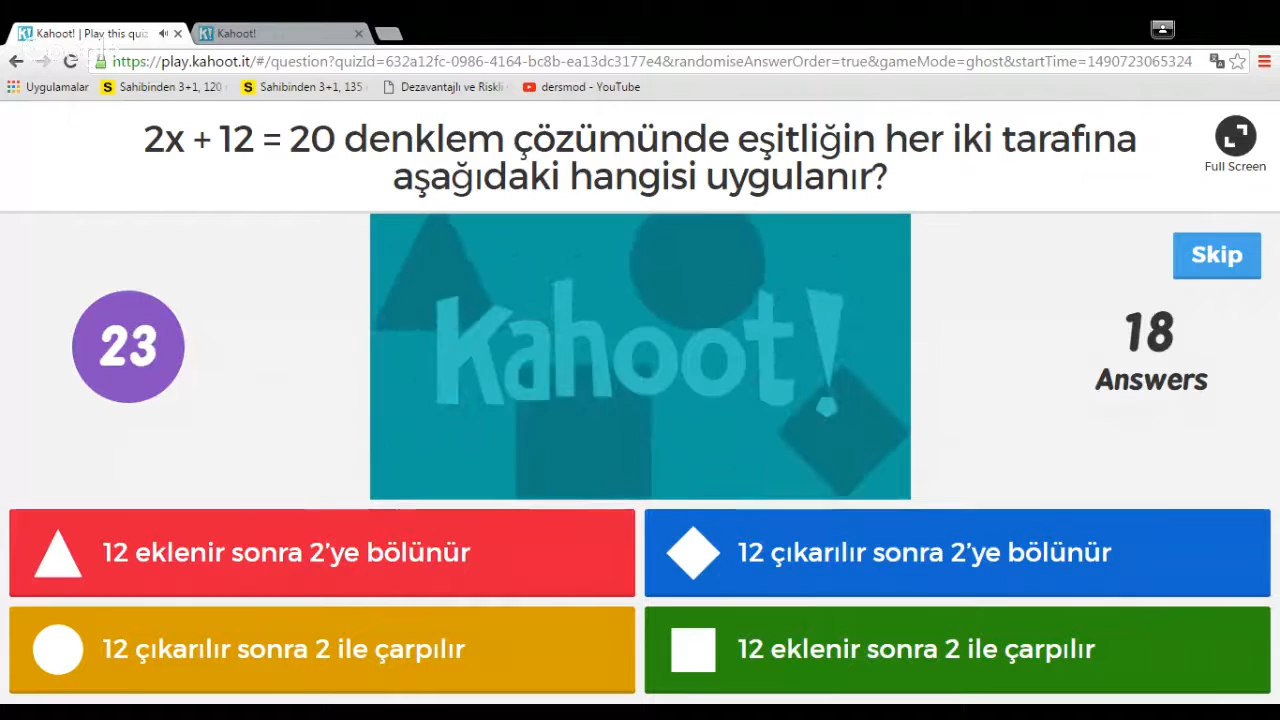 Kahoot! | Play this quiz
Kahoot!
https://play.kahoot.it/#/question?quizId=632a12fc-0986-41f4-bc8b-ea13dc3177e4&randomiseAnswerOrder=true&gameMode=ghost&startTime=1490723065324
Uygulamalar
Sahibinden 3+1, 120
Sahibinden 3+1, 135
Dezavantajlı ve Riskli
dersmod - YouTube
2x + 12 = 20 denklem çözümünde eşitliğin her iki tarafına
aşağıdaki hangisi uygulanır?
Full Screen
Skip
23
Kahoot!
18
Answers
12 eklenir sonra 2'ye bölünür
12 çıkarılır sonra 2'ye bölünür
12 çıkarılır sonra 2 ile çarpılır
12 eklenir sonra 2 ile çarpılır